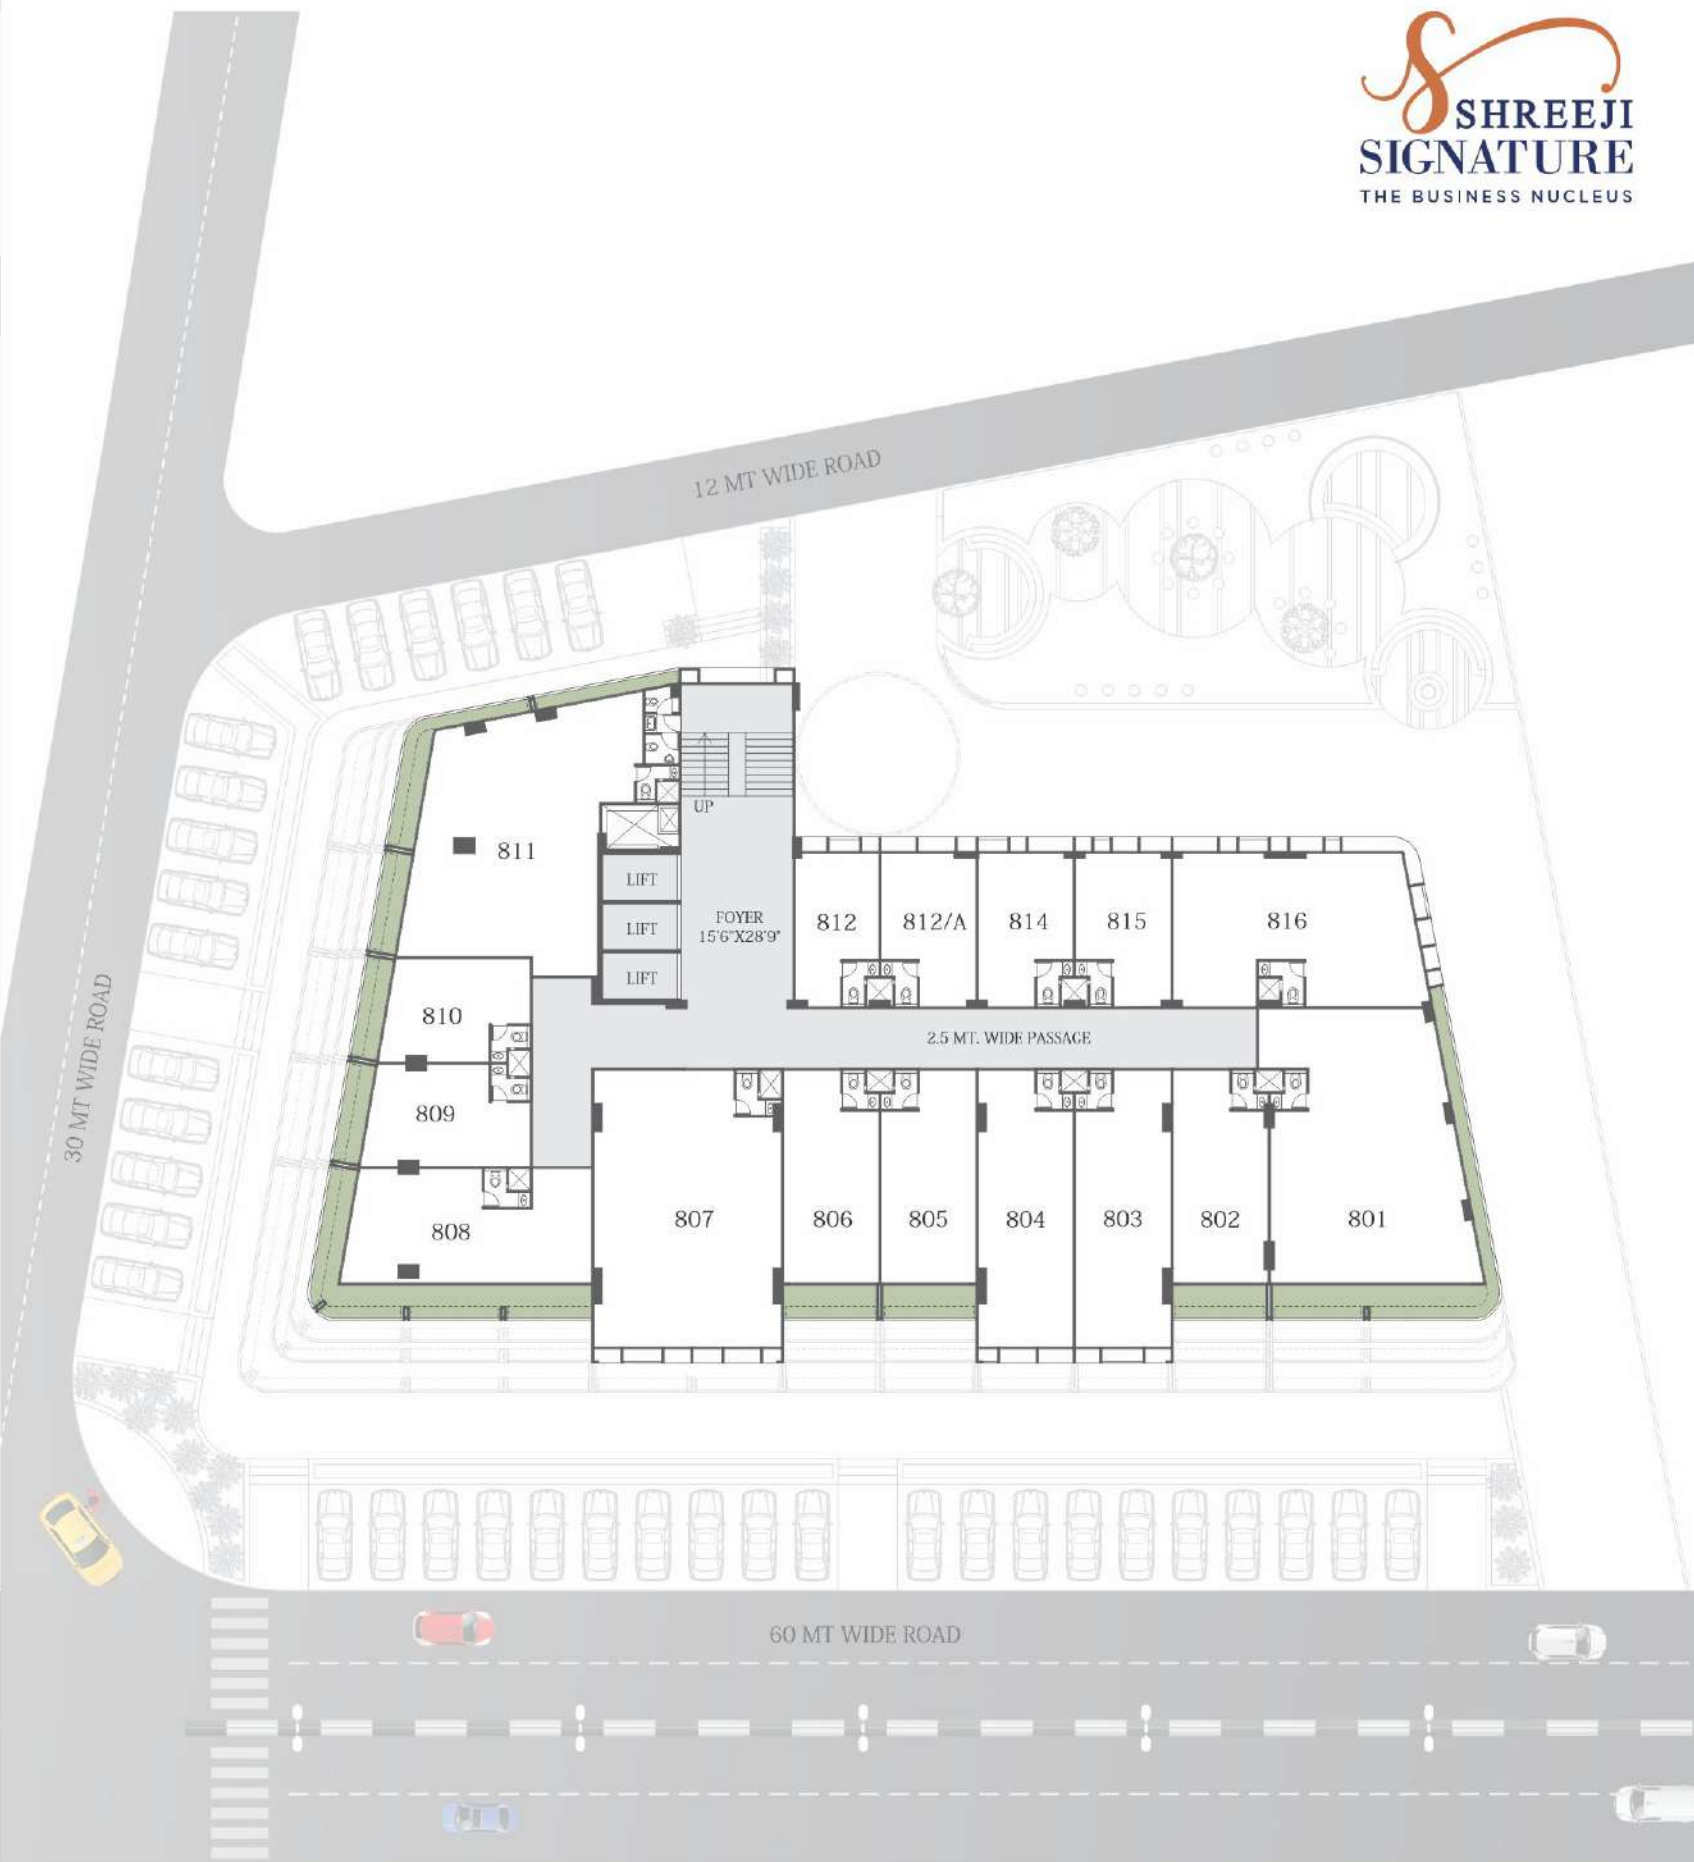 SHREEJI
SIGNATURE
THE BUSINESS NUCLEUS
12 MT WIDE ROAD
30 MT WIDE ROAD
UP
811
LIFT
LIFT
LIFT
FOYER
15'6"X28'9"
812
812/A
814
815
816
810
2.5 MT. WIDE PASSAGE
809
808
807
806
805
804
803
802
801
60 MT WIDE ROAD